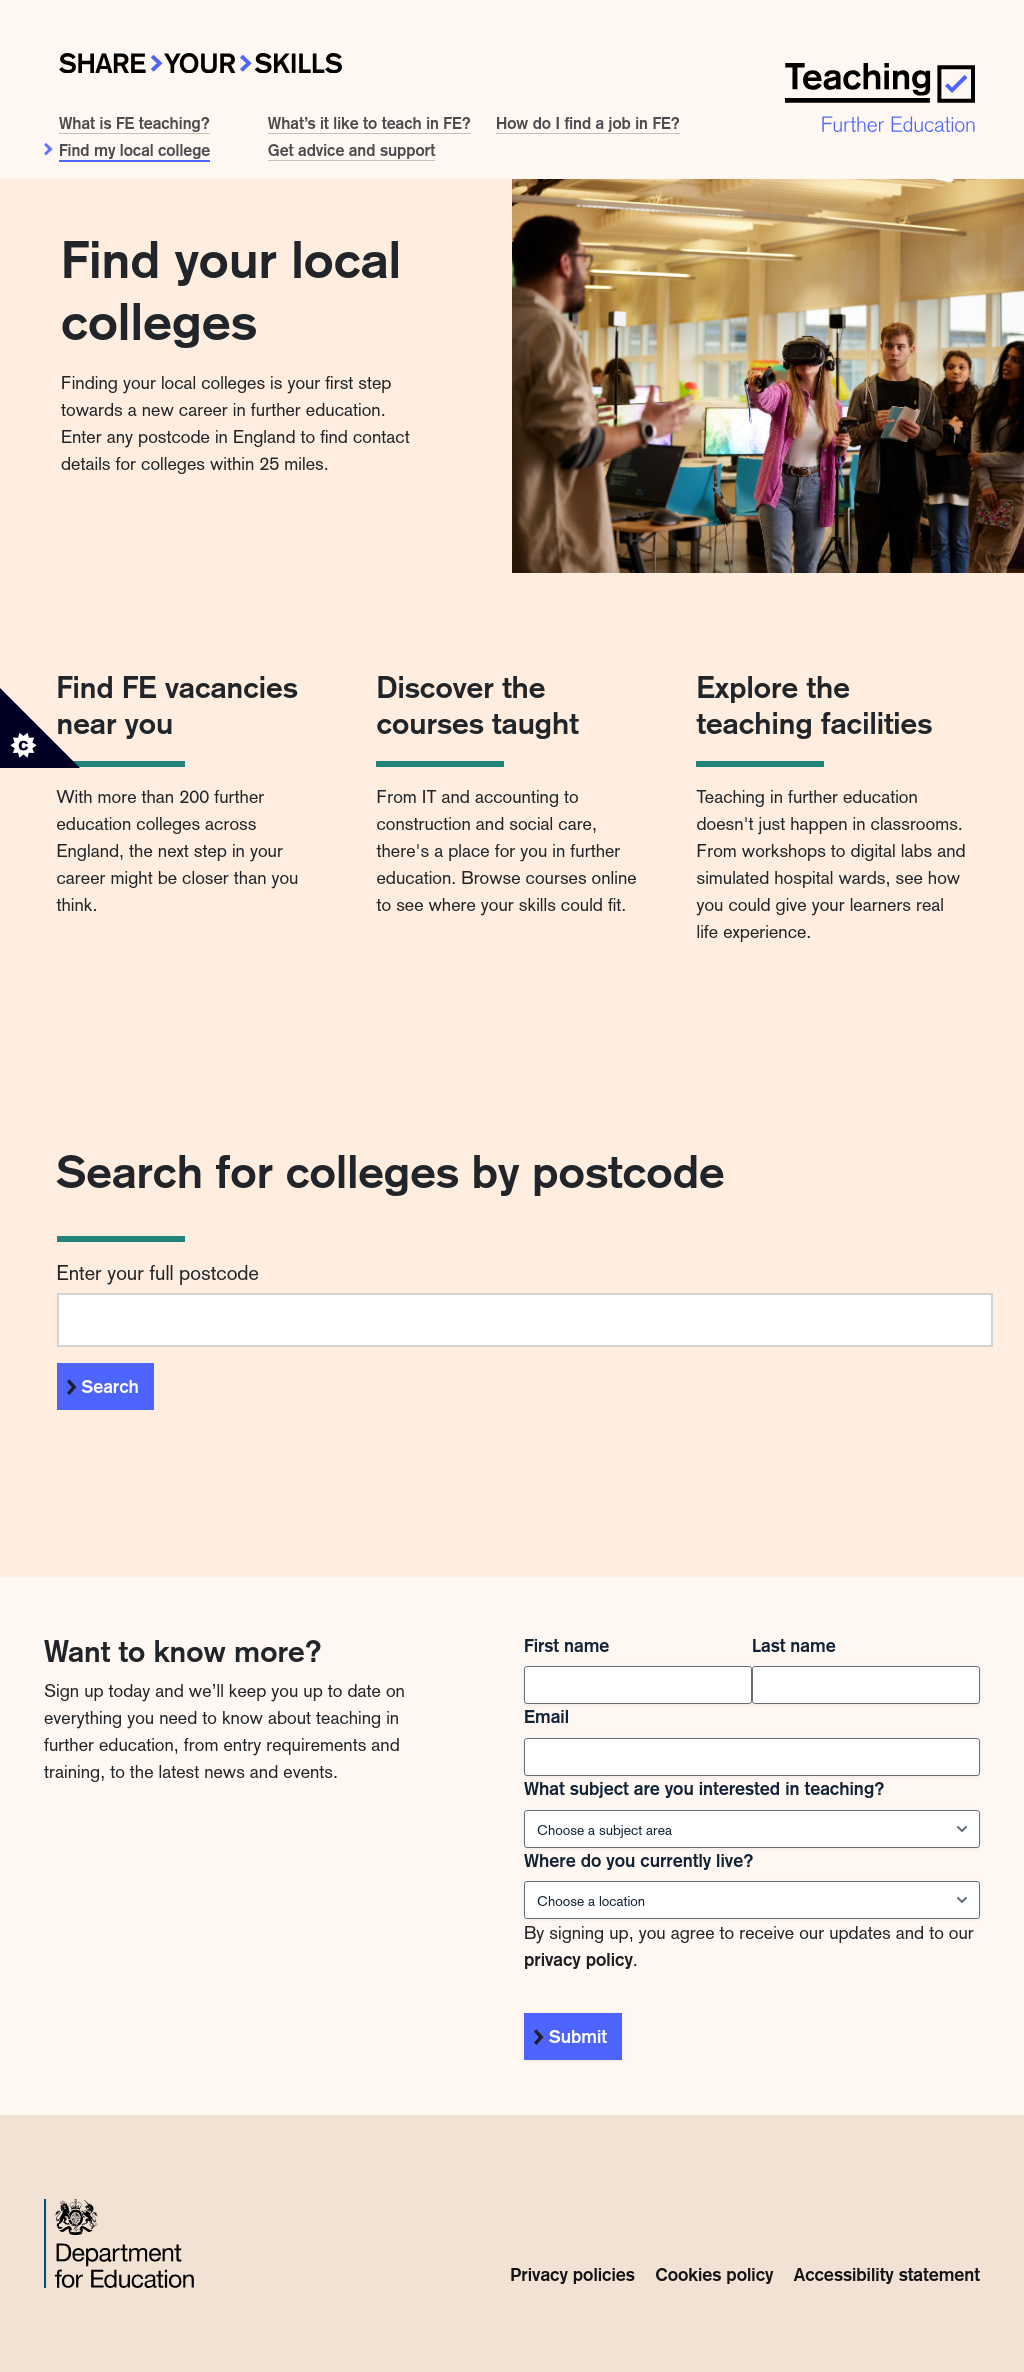 SHARE YOUR SKILLS
Teaching
Further Education
What is FE teaching?
What’s it like to teach in FE?
How do I find a job in FE?
Find my local college
Get advice and support
Find your local
colleges
Finding your local colleges is your first step
towards a new career in further education.
Enter any postcode in England to find contact
details for colleges within 25 miles.
Find FE vacancies
near you
With more than 200 further
education colleges across
England, the next step in your
career might be closer than you
think.
Discover the
courses taught
From IT and accounting to
construction and social care,
there's a place for you in further
education. Browse courses online
to see where your skills could fit.
Explore the
teaching facilities
Teaching in further education
doesn't just happen in classrooms.
From workshops to digital labs and
simulated hospital wards, see how
you could give your learners real
life experience.
C
Search for colleges by postcode
Enter your full postcode
Search
Want to know more?
Sign up today and we’ll keep you up to date on
everything you need to know about teaching in
further education, from entry requirements and
training, to the latest news and events.
First name
Last name
Email
What subject are you interested in teaching?
Choose a subject area
Where do you currently live?
Choose a location
By signing up, you agree to receive our updates and to our
privacy policy.
Submit
Department
for Education
Privacy policies
Cookies policy
Accessibility statement